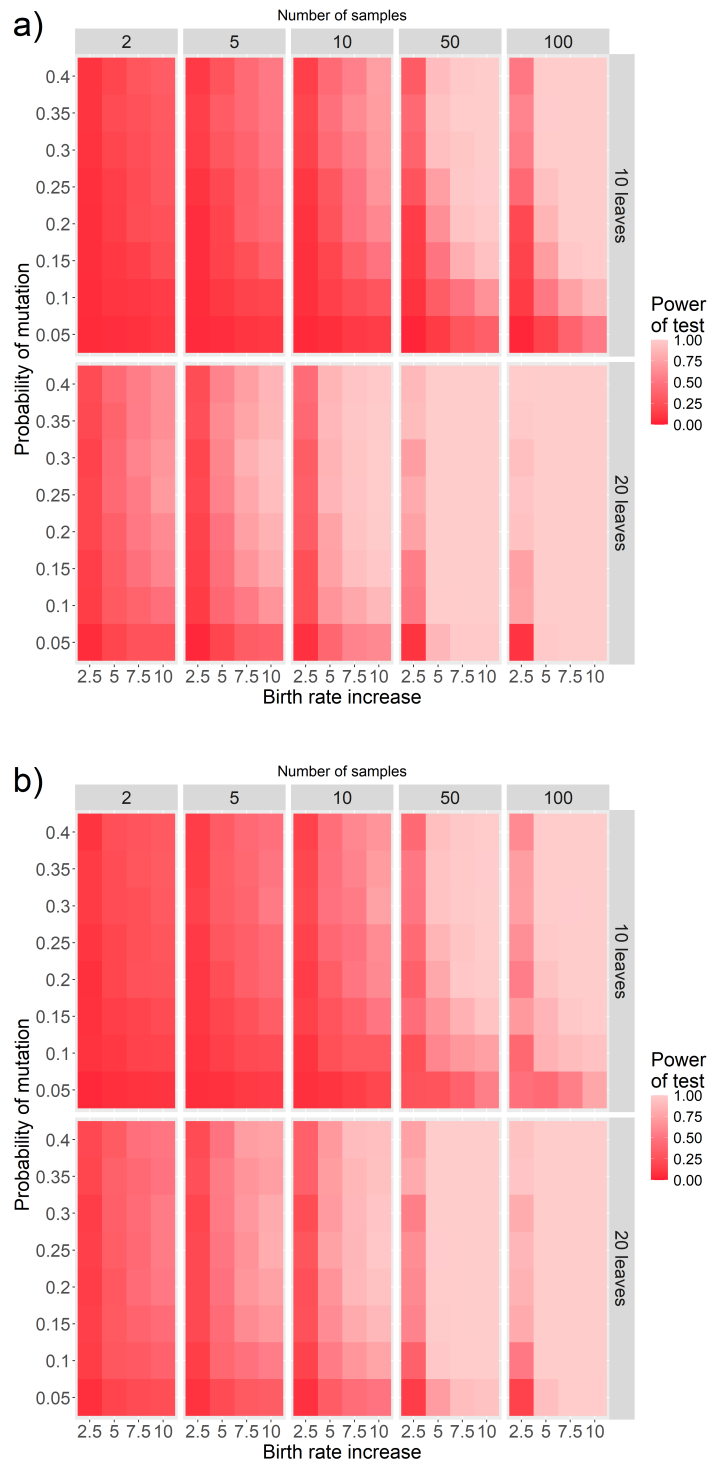 a)
Number of samples
2 5 10 50 100
0.4
0.35
0.3
0.25
0.2
0.15
0.1
0.05
10 leaves
0.4
0.35
0.3
0.25
0.2
0.15
0.1
0.05
20 leaves
Probability of mutation
2.5 5 7.5 10 2.5 5 7.5 10 2.5 5 7.5 10 2.5 5 7.5 10 2.5 5 7.5 10
Birth rate increase
Power
of test
1.00
0.75
0.50
0.25
0.00
b)
Number of samples
2 5 10 50 100
0.4
0.35
0.3
0.25
0.2
0.15
0.1
0.05
10 leaves
0.4
0.35
0.3
0.25
0.2
0.15
0.1
0.05
20 leaves
Probability of mutation
2.5 5 7.5 10 2.5 5 7.5 10 2.5 5 7.5 10 2.5 5 7.5 10 2.5 5 7.5 10
Birth rate increase
Power
of test
1.00
0.75
0.50
0.25
0.00